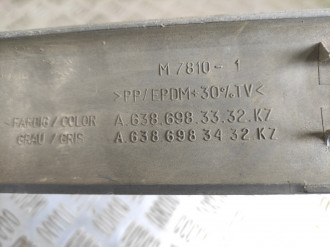 M 7810- 1
>PP/EPDM*30%TV<
<FARBIG/COLOR A.638.698.33.32.KZ
GRAU/GRIS A.638.698.34.32.KZ